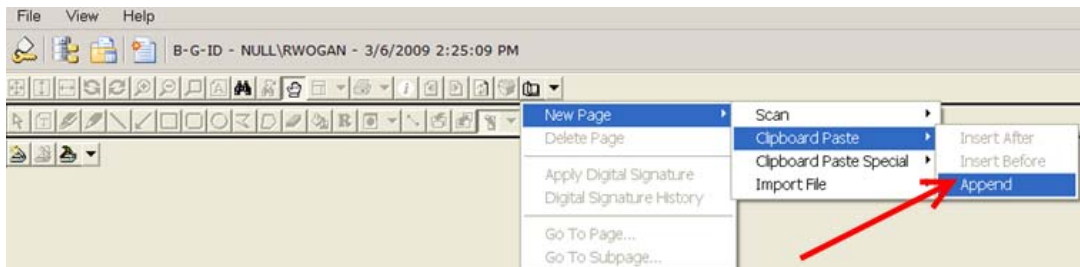 File View Help
B-G-ID - NULL\RWOGAN - 3/6/2009 2:25:09 PM
New Page
Delete Page
Apply Digital Signature
Digital Signature History
Go To Page...
Go To Subpage...
Scan
Clipboard Paste
Clipboard Paste Special
Import File
Insert After
Insert Before
Append